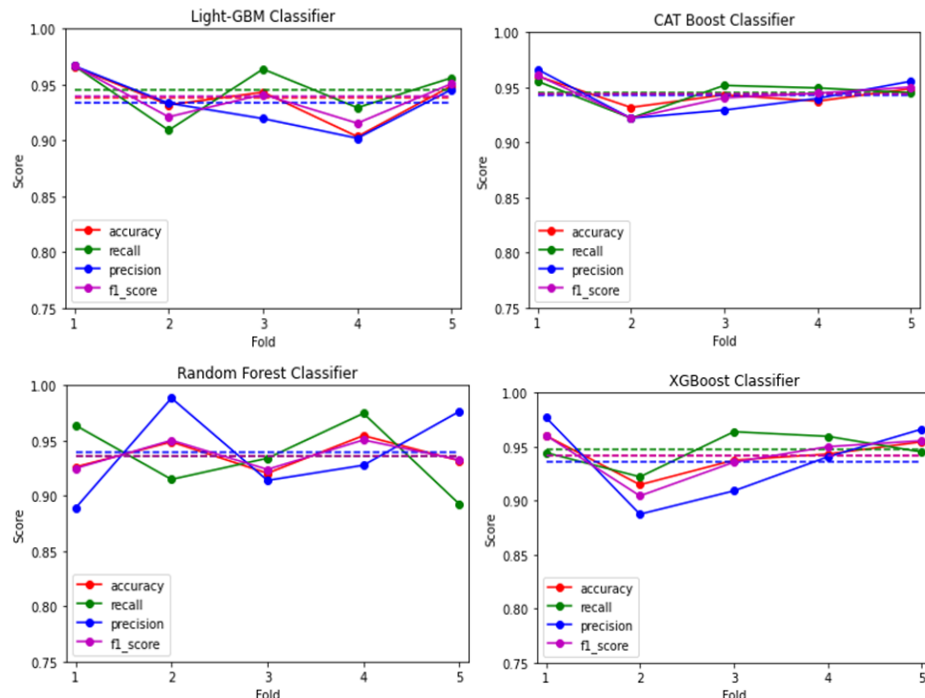 Light-GBM Classifier
1.00
0.95
0.90
0.85
0.80
0.75
Score
accuracy
recall
precision
f1_score
1 2 3 4 5
Fold
CAT Boost Classifier
1.00
0.95
0.90
0.85
0.80
0.75
Score
accuracy
recall
precision
f1_score
1 2 3 4 5
Fold
Random Forest Classifier
1.00
0.95
0.90
0.85
0.80
0.75
Score
accuracy
recall
precision
f1_score
1 2 3 4 5
Fold
XGBoost Classifier
1.00
0.95
0.90
0.85
0.80
0.75
Score
accuracy
recall
precision
f1_score
1 2 3 4 5
Fold